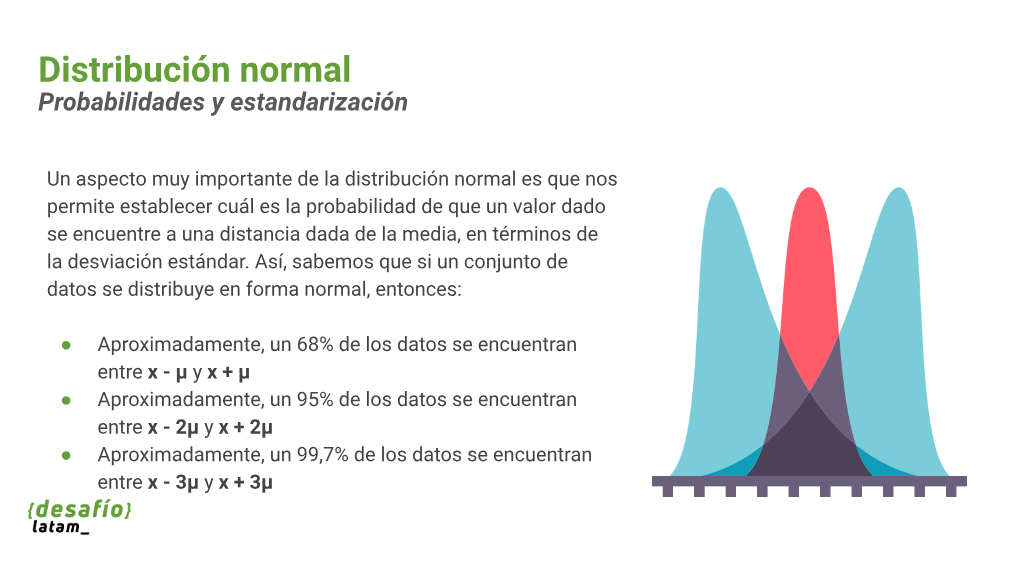 Distribución normal
Probabilidades y estandarización
Un aspecto muy importante de la distribución normal es que nos
permite establecer cuál es la probabilidad de que un valor dado
se encuentre a una distancia dada de la media, en términos de
la desviación estándar. Así, sabemos que si un conjunto de
datos se distribuye en forma normal, entonces:
● Aproximadamente, un 68% de los datos se encuentran
entre x - μ y x + μ
● Aproximadamente, un 95% de los datos se encuentran
entre x - 2μ y x + 2μ
● Aproximadamente, un 99,7% de los datos se encuentran
entre x - 3μ y x + 3μ
{desafío}
latam_